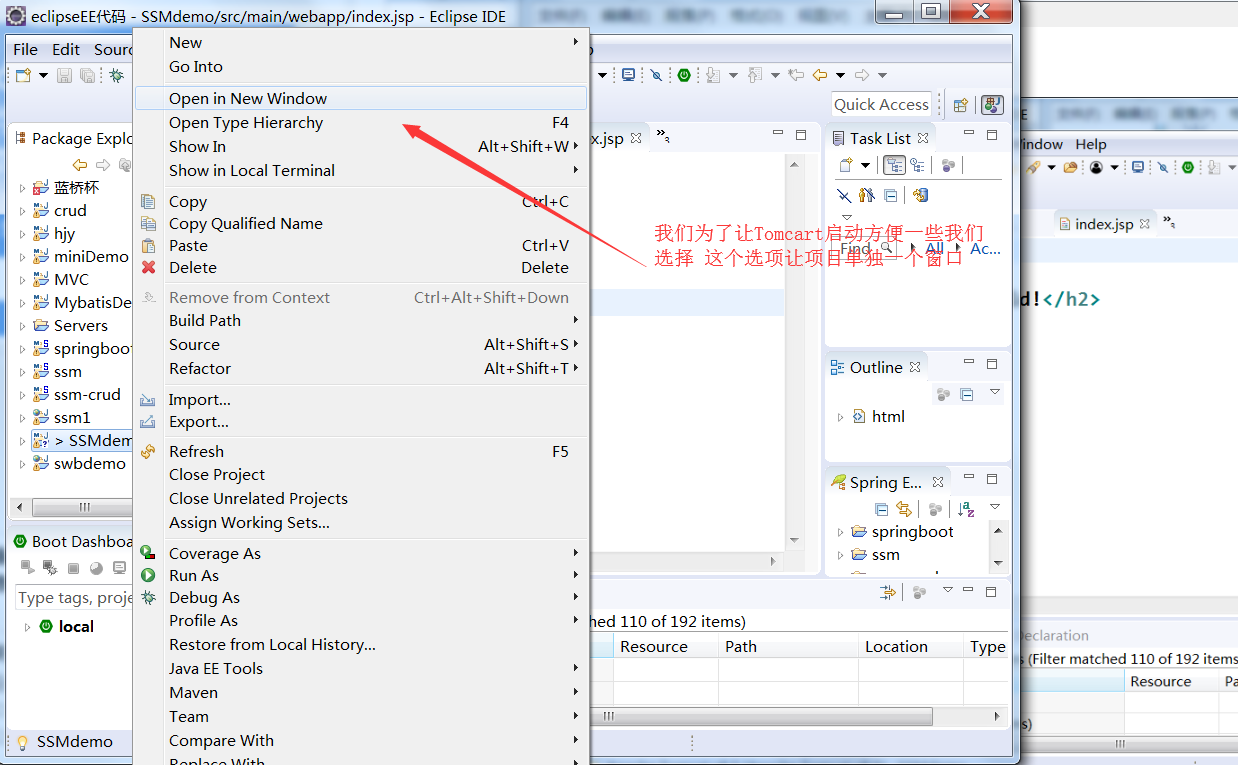 eclipseEE代码 - SSMdemo/src/main/webapp/index.jsp - Eclipse IDE
File Edit Sourc
New
Go Into
Open in New Window
Open Type Hierarchy F4
Show In Alt+Shift+W
Show in Local Terminal
Copy Ctrl+C
Copy Qualified Name
Paste Ctrl+V
Delete Delete
Remove from Context Ctrl+Alt+Shift+Down
Build Path
Source Alt+Shift+S
Refactor Alt+Shift+T
Import...
Export...
Refresh F5
Close Project
Close Unrelated Projects
Assign Working Sets...
Coverage As
Run As
Debug As
Profile As
Restore from Local History...
Java EE Tools
Maven
Team
Compare With
Replace With
Package Explo
蓝桥杯
crud
hjy
miniDemo
MVC
MybatisDe
Servers
springboot
ssm
ssm-crud
ssm1
> SSMdem
swbdemo
Boot Dashboa
Type tags, proje
local
SSMdemo
x.jsp
我们为了让Tomcart启动方便一些我们
选择 这个选项让项目单独一个窗口
Quick Access
Task List
Find All Ac...
Outline
html
Spring E...
springboot
ssm
hed 110 of 192 items)
Resource Path Location Type
E
indow Help
index.jsp
d!</h2>
Declaration
s (Filter matched 110 of 192 items
Resource Pa
s)